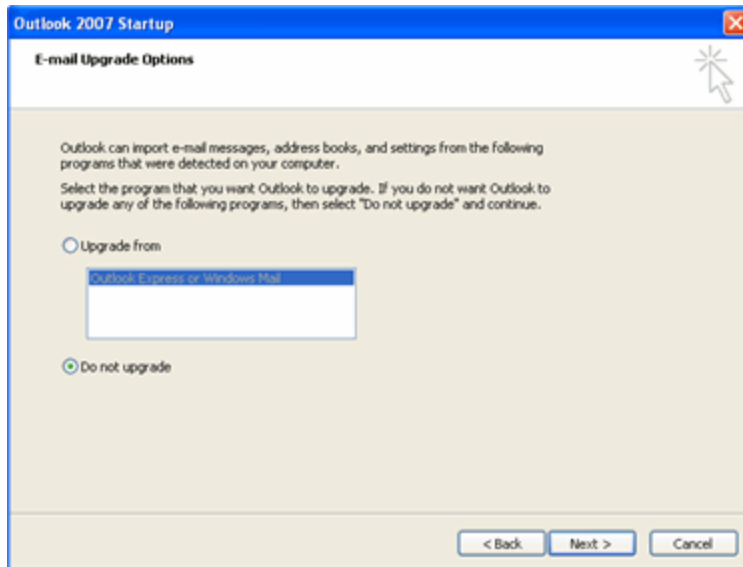 Outlook 2007 Startup
E-mail Upgrade Options
Outlook can import e-mail messages, address books, and settings from the following
programs that were detected on your computer.
Select the program that you want Outlook to upgrade. If you do not want Outlook to
upgrade any of the following programs, then select "Do not upgrade" and continue.
Upgrade from
Outlook Express or Windows Mail
Do not upgrade
< Back Next > Cancel